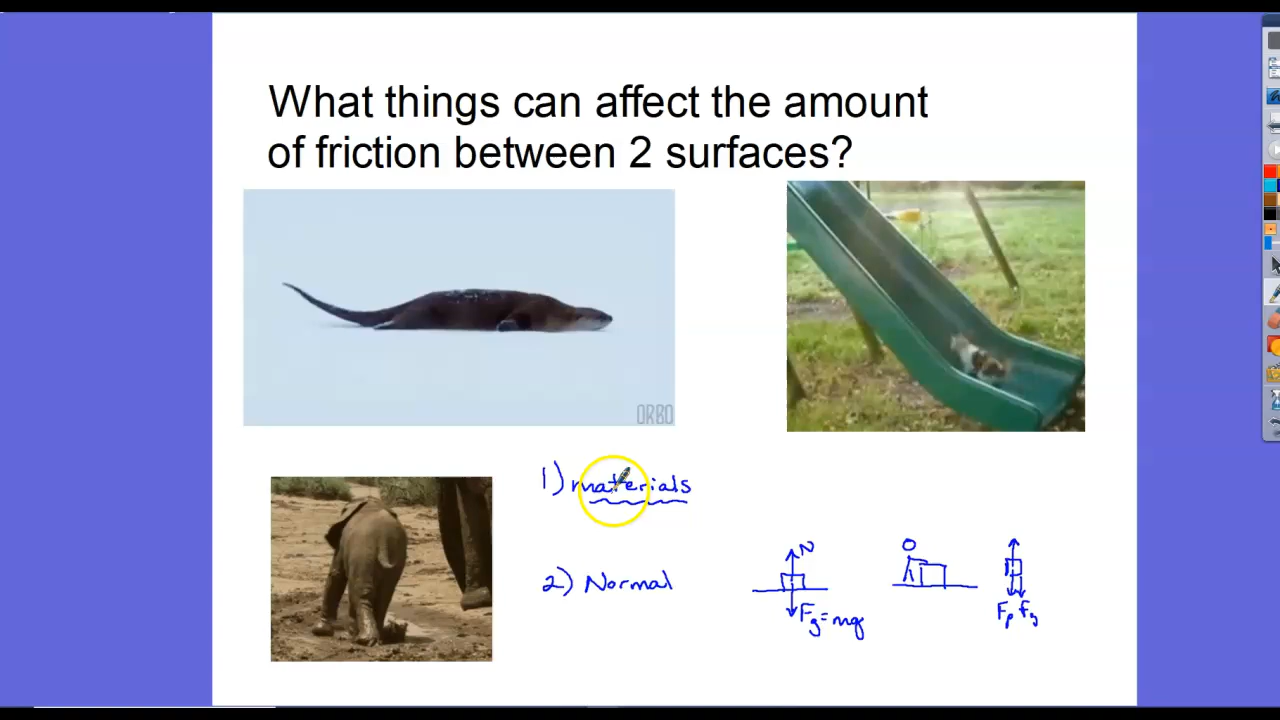 What things can affect the amount
of friction between 2 surfaces?
ORBO
1) materials
2) Normal
N
Fg=mg
Fp Fg